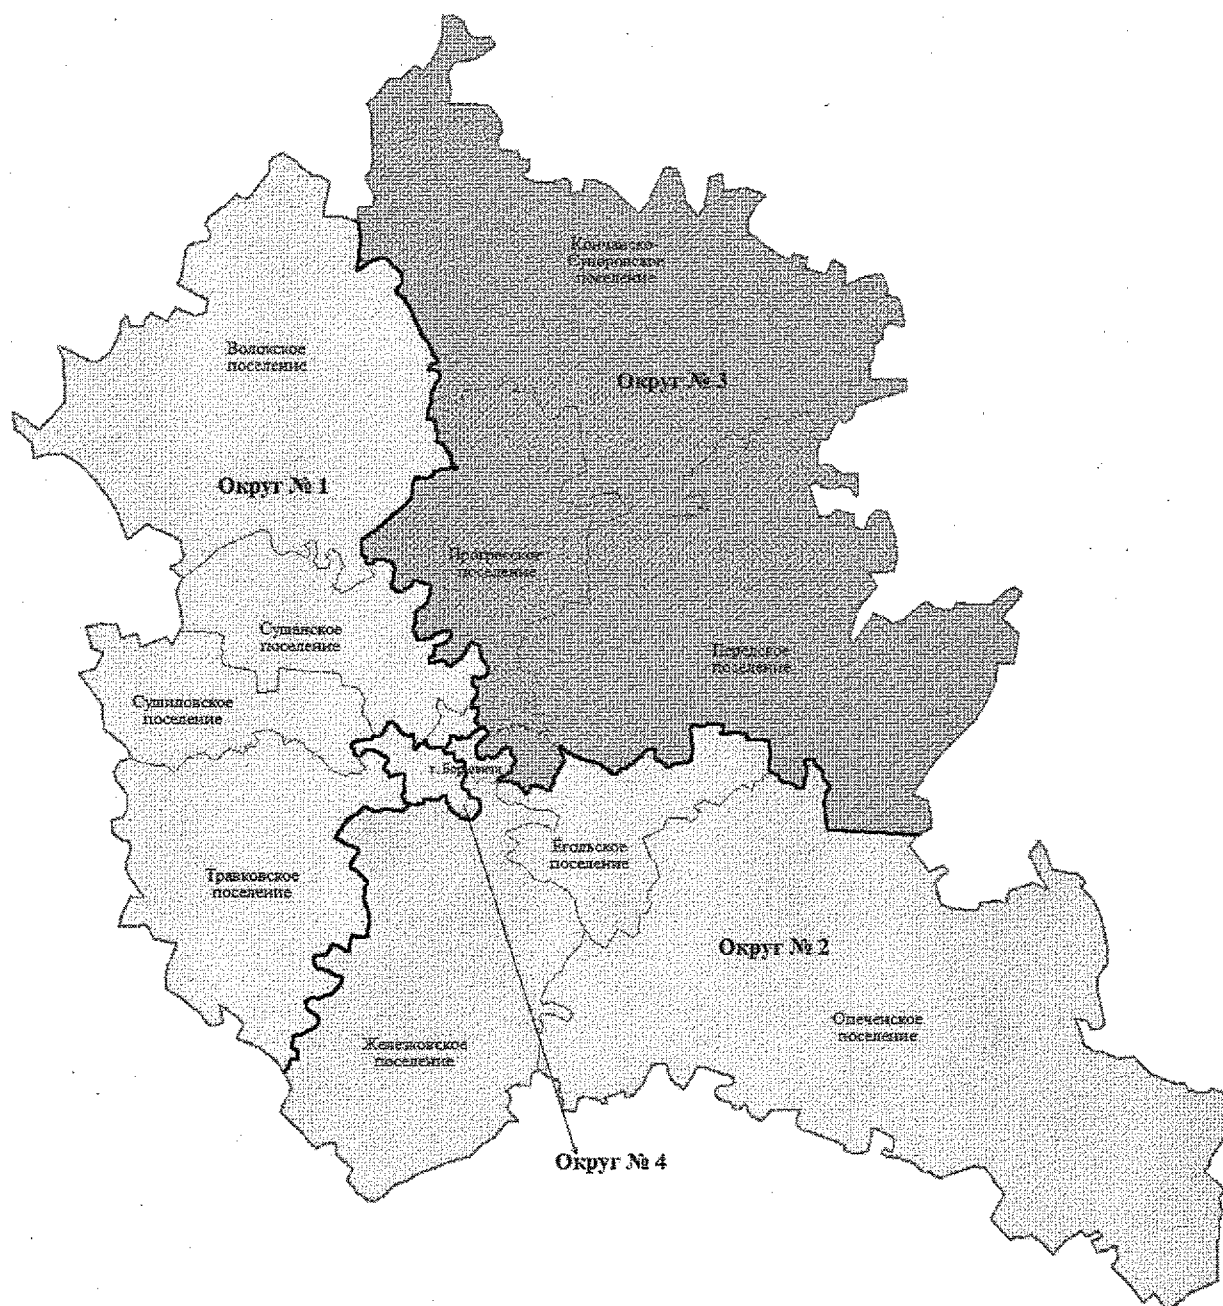 Кончанско-
Суворовское
поселение
Волокское
поселение
Округ № 3
Округ № 1
Прогресское
поселение
Сушанское
поселение
Передское
поселение
Сушиловское
поселение
г. Боровичи
Егольское
поселение
Травковское
поселение
Округ № 2
Опеченское
поселение
Железковское
поселение
Округ № 4